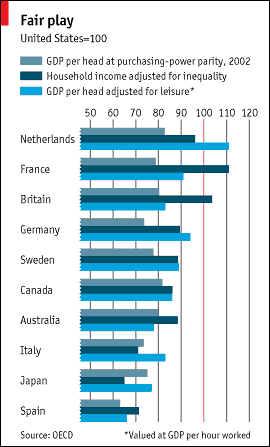 Fair play
United States=100
GDP per head at purchasing-power parity, 2002
Household income adjusted for inequality
GDP per head adjusted for leisure*
50 60 70 80 90 100 110 120
Netherlands
France
Britain
Germany
Sweden
Canada
Australia
Italy
Japan
Spain
Source: OECD *Valued at GDP per hour worked